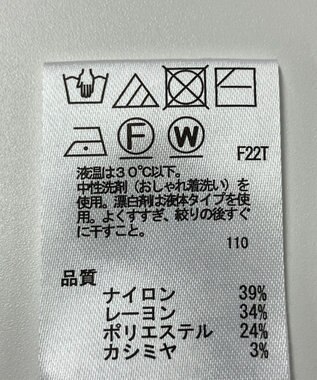 F W
F22T
液温は30℃以下。
中性洗剤（おしゃれ着洗い）を
使用。漂白剤は液体タイプを使
用。よくすすぎ、絞りの後すぐ
に干すこと。
110
品質
ナイロン 39%
レーヨン 34%
ポリエステル 24%
カシミヤ 3%